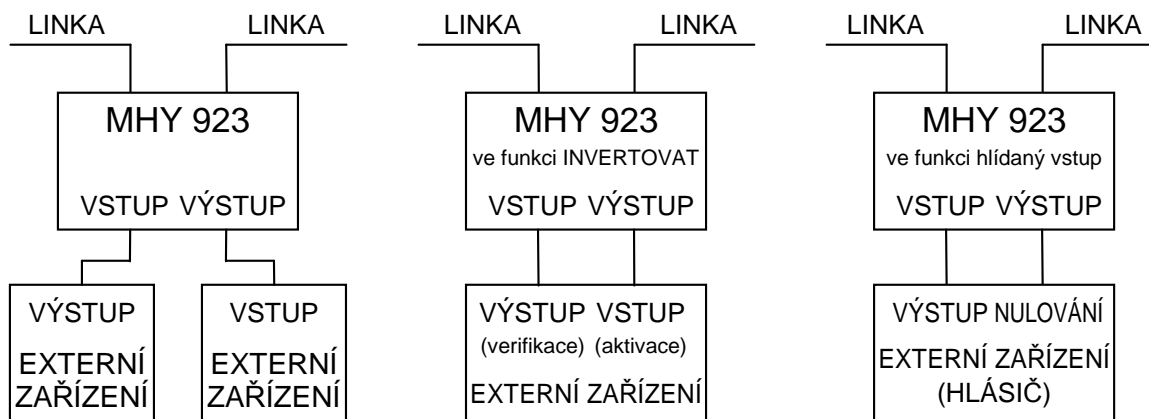 LINKA LINKA
MHY 923
VSTUP VÝSTUP
VÝSTUP
EXTERNÍ
ZAŘÍZENÍ
VSTUP
EXTERNÍ
ZAŘÍZENÍ
LINKA LINKA
MHY 923
ve funkci INVERTOVAT
VSTUP VÝSTUP
VÝSTUP VSTUP
(verifikace) (aktivace)
EXTERNÍ ZAŘÍZENÍ
LINKA LINKA
MHY 923
ve funkci hlídaný vstup
VSTUP VÝSTUP
VÝSTUP NULOVÁNÍ
EXTERNÍ ZAŘÍZENÍ
(HLÁSIČ)